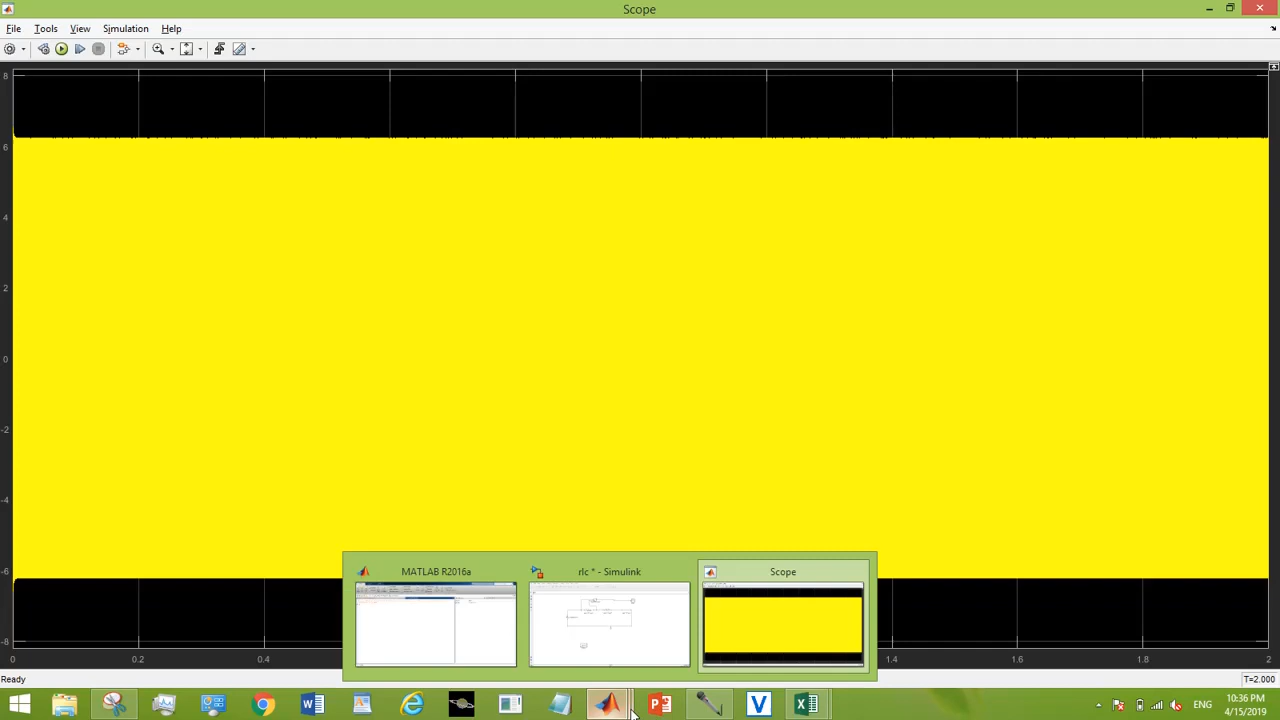 Scope
File Tools View Simulation Help
8
6
4
2
0
-2
-4
-6
-8
0 0.2 0.4 1.4 1.6 1.8 2
MATLAB R2016a rlc * - Simulink Scope
Ready T=2.000
ENG 10:36 PM
4/15/2019